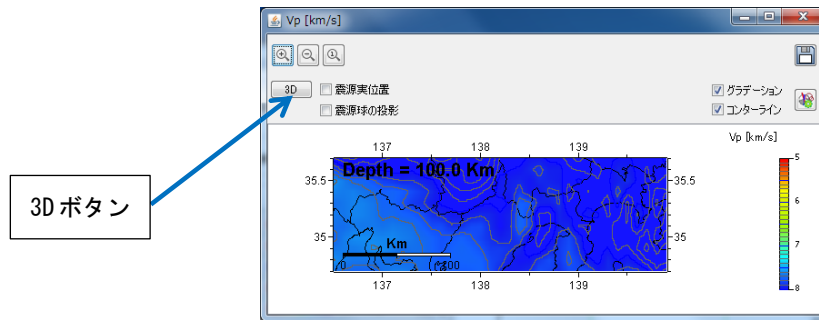 Vp [km/s]
3D
震源実位置
震源球の投影
グラデーション
コンターライン
Vp [km/s]
137 138 139
Depth = 100.0 Km
35.5 35.5
35 35
Km
0
137 138 139
5
6
7
8
3Dボタン